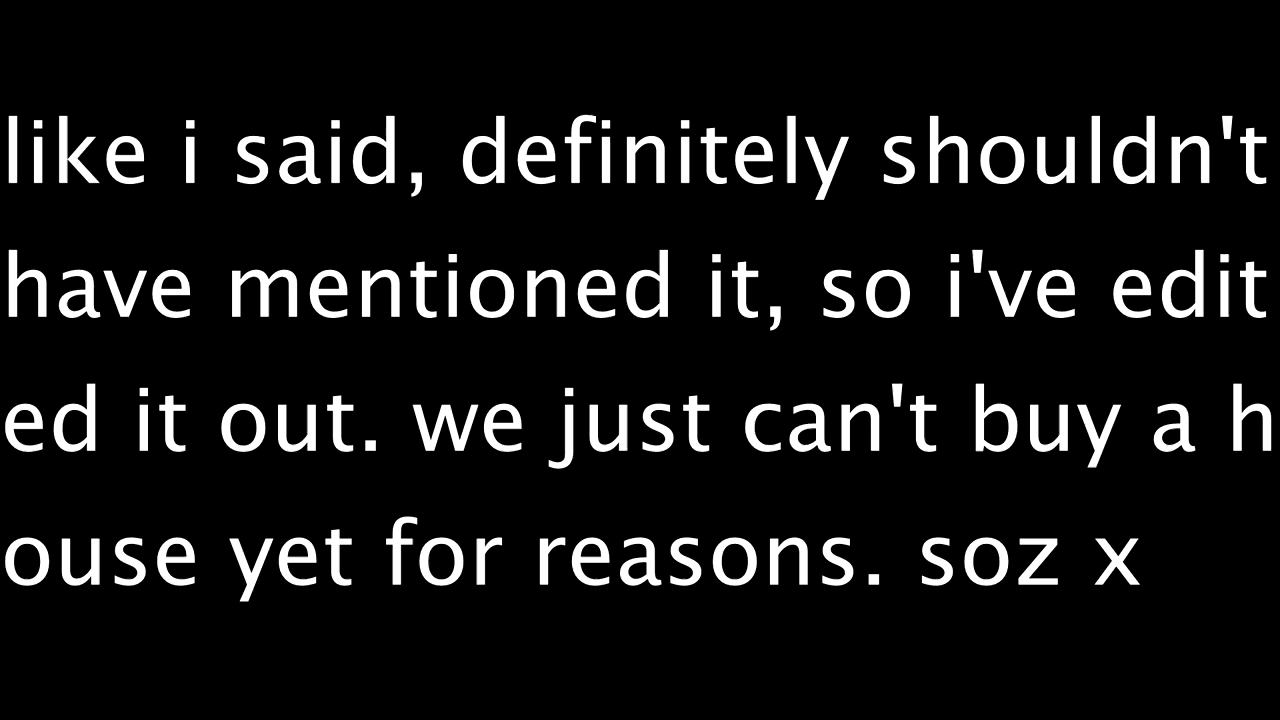 like i said, definitely shouldn't
have mentioned it, so i've edit
ed it out. we just can't buy a h
ouse yet for reasons. soz x